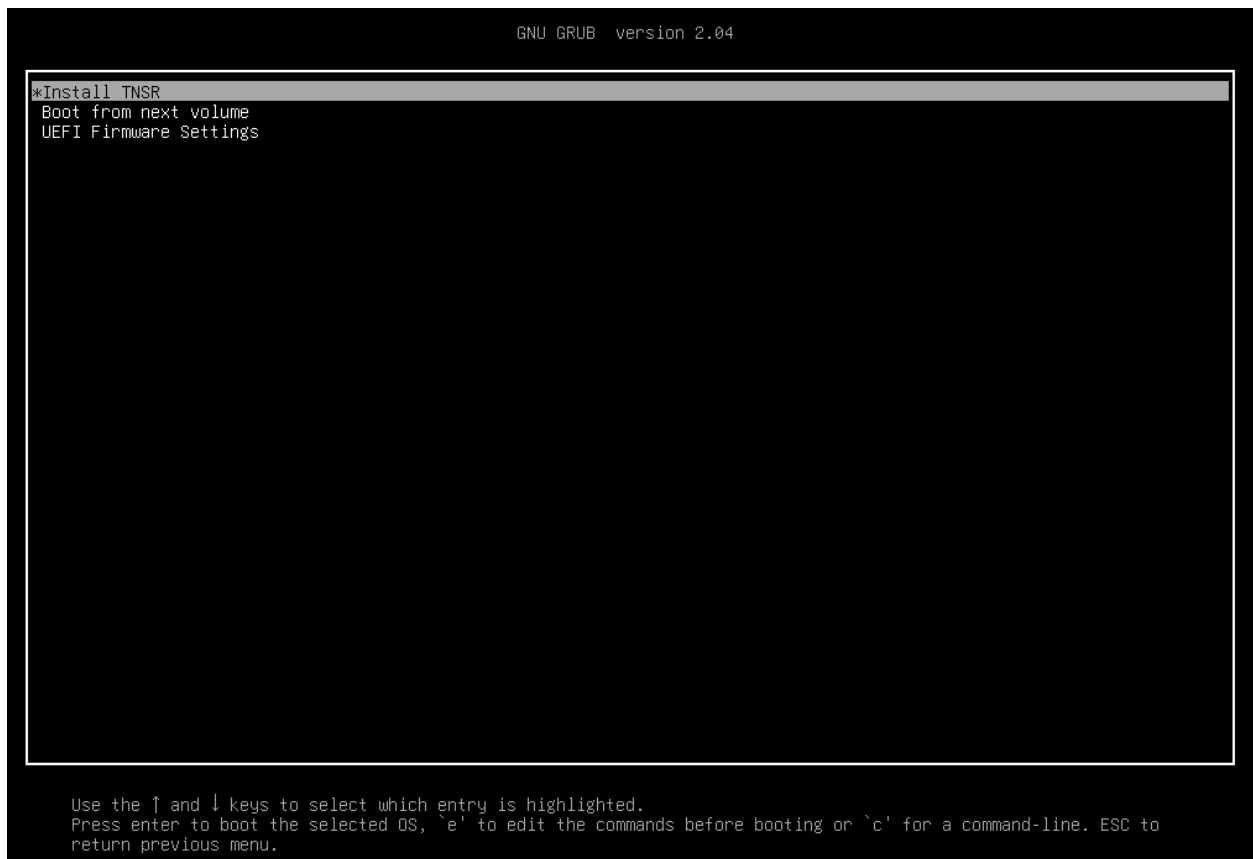 GNU GRUB  version 2.04
*Install TNSR
Boot from next volume
UEFI Firmware Settings
Use the ↑ and ↓ keys to select which entry is highlighted.
Press enter to boot the selected OS, `e' to edit the commands before booting or `c' for a command-line. ESC to
return previous menu.